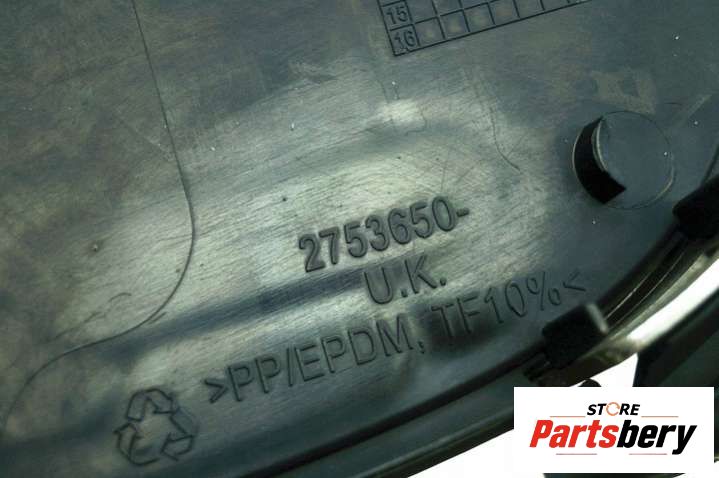 15
16
2753650-
U.K.
>PP/EPDM, TF10%<
STORE
Partsbery